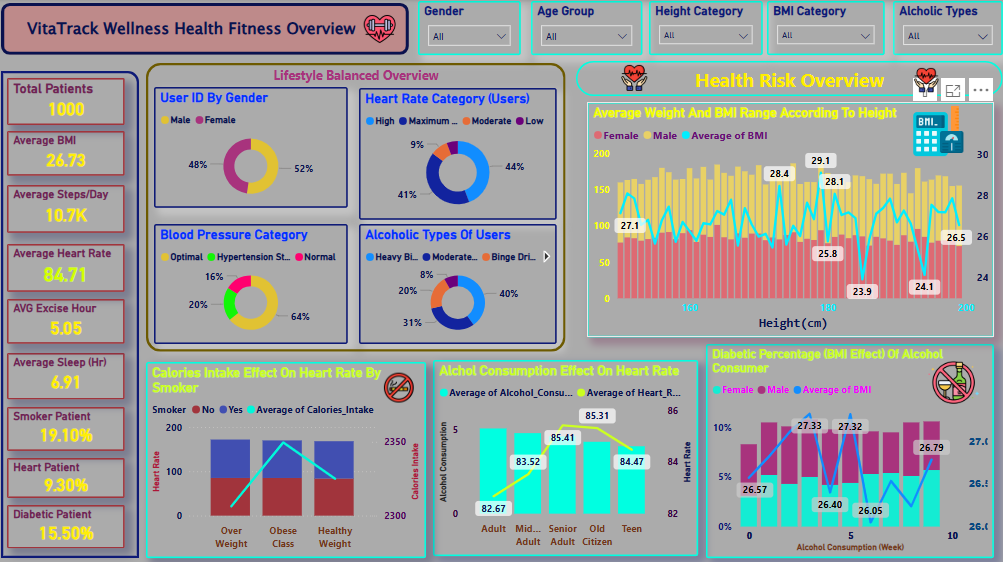 VitaTrack Wellness Health Fitness Overview
Gender
All
Age Group
All
Height Category
All
BMI Category
All
Alcholic Types
All
Total Patients
1000
Average BMI
26.73
Average Steps/Day
10.7K
Average Heart Rate
84.71
AVG Excise Hour
5.05
Average Sleep (Hr)
6.91
Smoker Patient
19.10%
Heart Patient
9.30%
Diabetic Patient
15.50%
Lifestyle Balanced Overview
User ID By Gender
Male Female
48%
52%
Heart Rate Category (Users)
High Maximum ... Moderate Low
9%
44%
41%
Blood Pressure Category
Optimal Hypertension St... Normal
16%
20%
64%
Alcoholic Types Of Users
Heavy Bi... Moderate... Binge Dri...
8%
20%
40%
31%
Health Risk Overview
Average Weight And BMI Range According To Height
Female Male Average of BMI
BMI
200
150
100
50
0
30
28
26
24
27.1
28.4
29.1
28.1
25.8
23.9
24.1
26.5
160
180
200
Height(cm)
Calories Intake Effect On Heart Rate By
Smoker
Smoker No Yes Average of Calories_Intake
Heart Rate
200
100
0
2350
2300
Calories Intake
Over
Weight
Obese
Class
Healthy
Weight
Alchol Consumption Effect On Heart Rate
Average of Alcohol_Consu... Average of Heart_R...
Alcohol Consumption
5
0
86
84
82
Heart Rate
82.67
83.52
85.41
85.31
84.47
Adult
Mid...
Adult
Senior
Adult
Old
Citizen
Teen
Diabetic Percentage (BMI Effect) Of Alcohol
Consumer
Female Male Average of BMI
10%
5%
0%
26.57
27.33
26.40
27.32
26.05
26.79
0
5
10
Alcohol Consumption (Week)